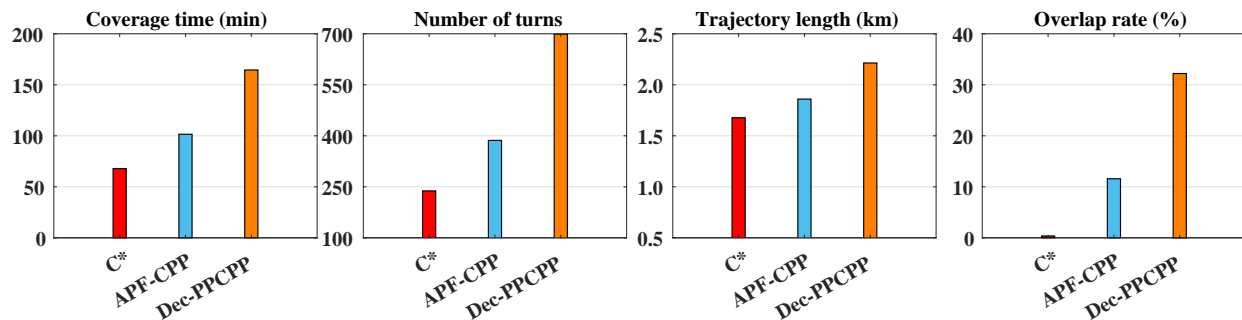 Coverage time (min)
200
150
100
50
0
C*
APF-CPP
Dec-PPCPP
Number of turns
700
550
400
250
100
C*
APF-CPP
Dec-PPCPP
Trajectory length (km)
2.5
2.0
1.5
1.0
0.5
C*
APF-CPP
Dec-PPCPP
Overlap rate (%)
40
30
20
10
0
C*
APF-CPP
Dec-PPCPP